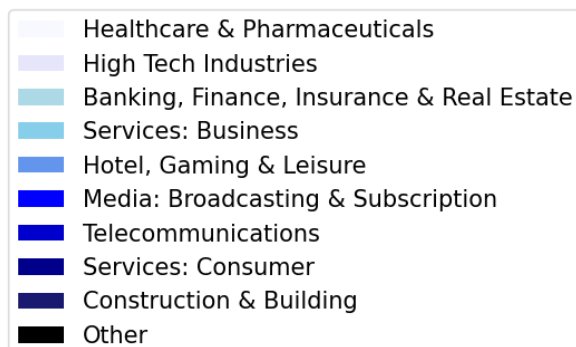 Healthcare & Pharmaceuticals
High Tech Industries
Banking, Finance, Insurance & Real Estate
Services: Business
Hotel, Gaming & Leisure
Media: Broadcasting & Subscription
Telecommunications
Services: Consumer
Construction & Building
Other